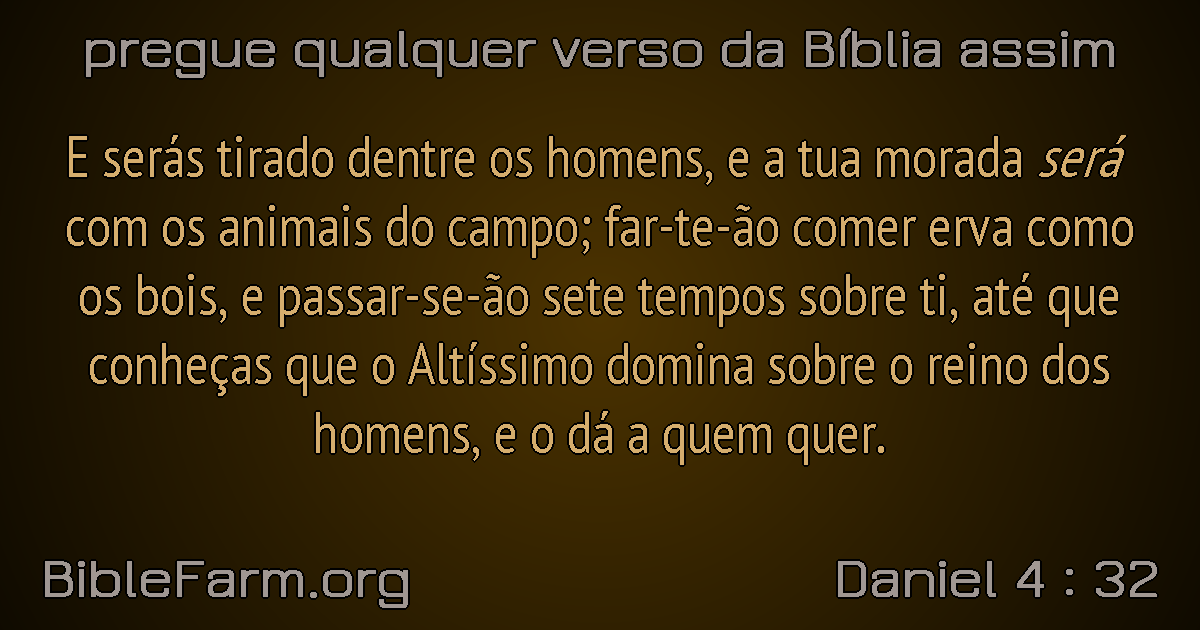 pregue qualquer verso da Bíblia assim
E serás tirado dentre os homens, e a tua morada será
com os animais do campo; far-te-ão comer erva como
os bois, e passar-se-ão sete tempos sobre ti, até que
conheças que o Altíssimo domina sobre o reino dos
homens, e o dá a quem quer.
BibleFarm.org
Daniel 4 : 32